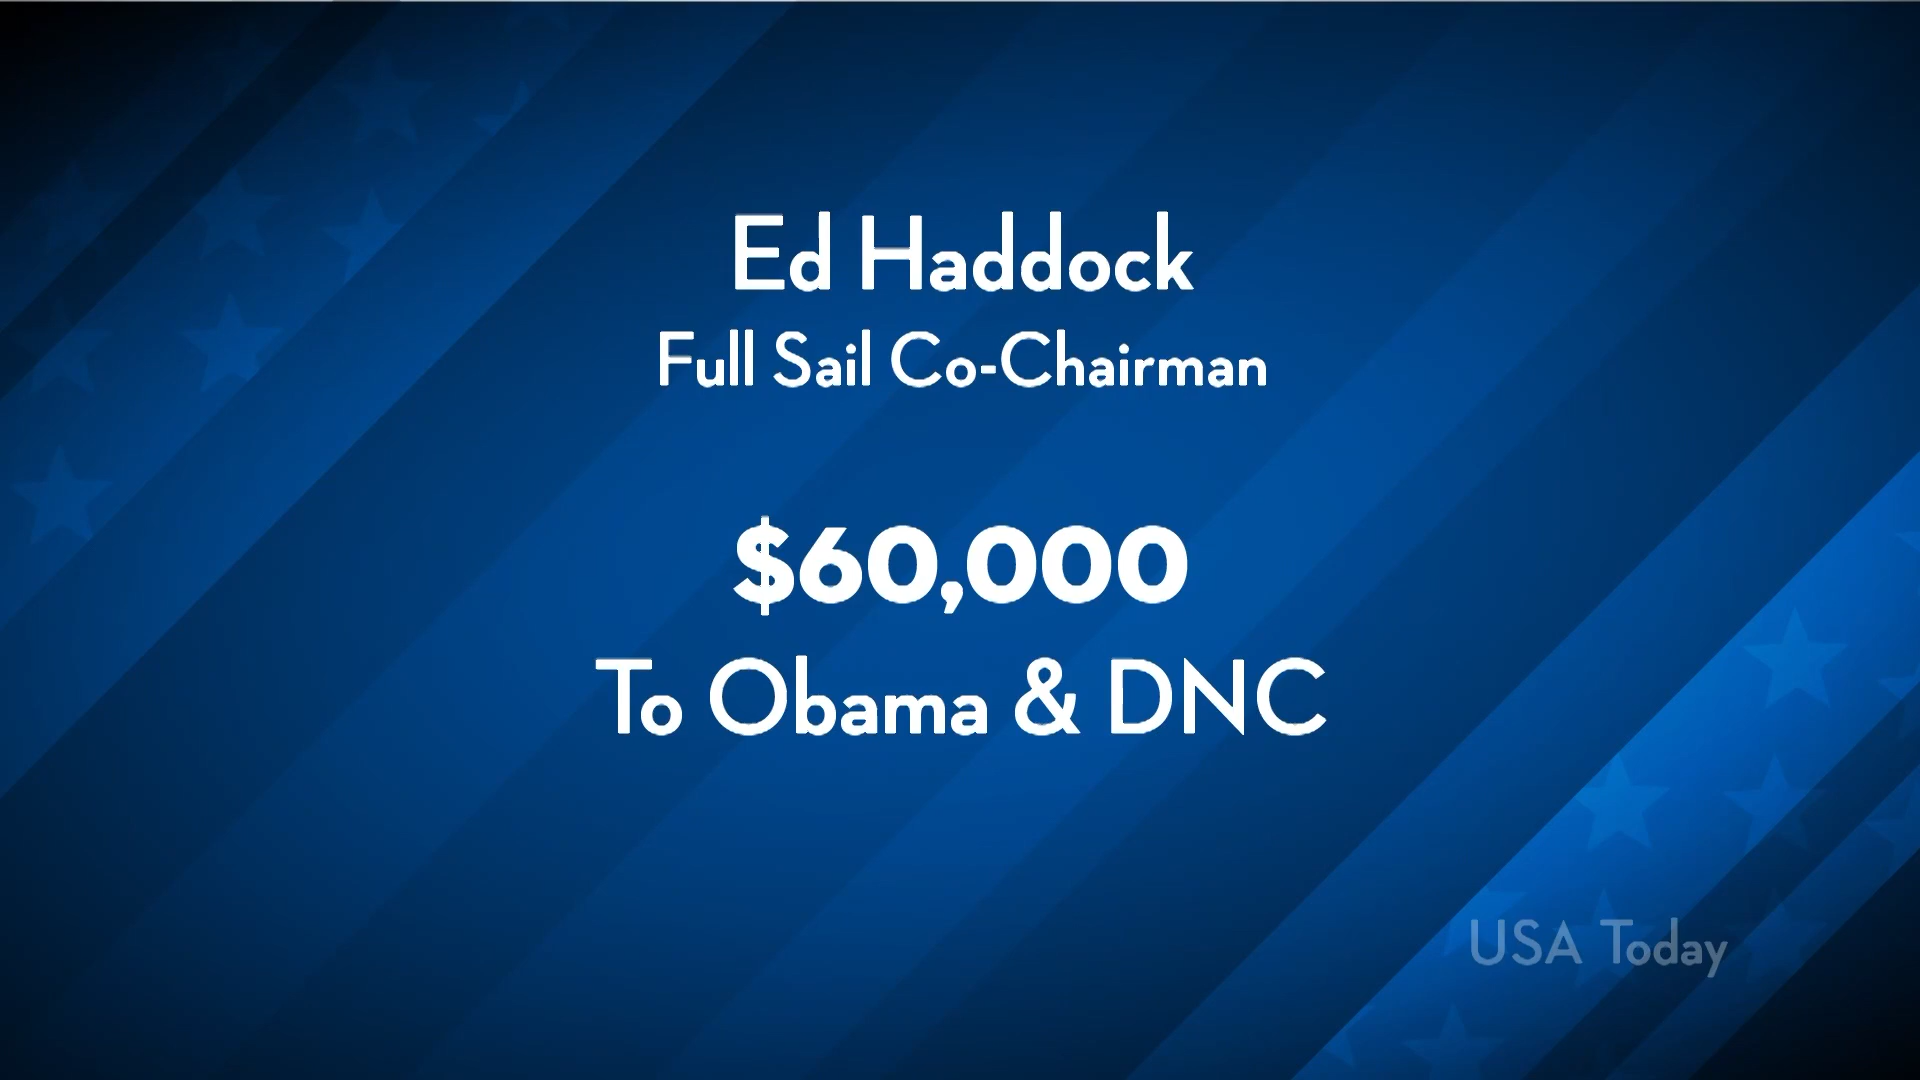 Ed Haddock
Full Sail Co-Chairman
$60,000
To Obama & DNC
USA Today